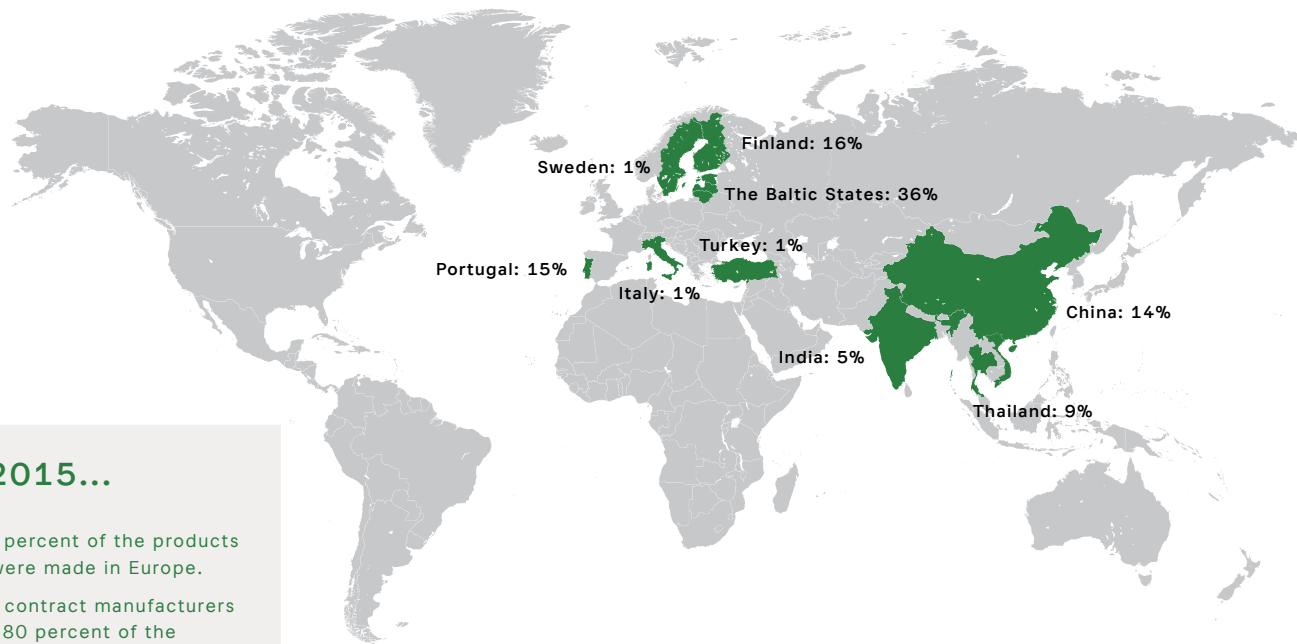 Finland: 16%
Sweden: 1%
The Baltic States: 36%
Turkey: 1%
Portugal: 15%
Italy: 1%
China: 14%
India: 5%
Thailand: 9%
2015...
percent of the products
were made in Europe.
contract manufacturers
80 percent of the